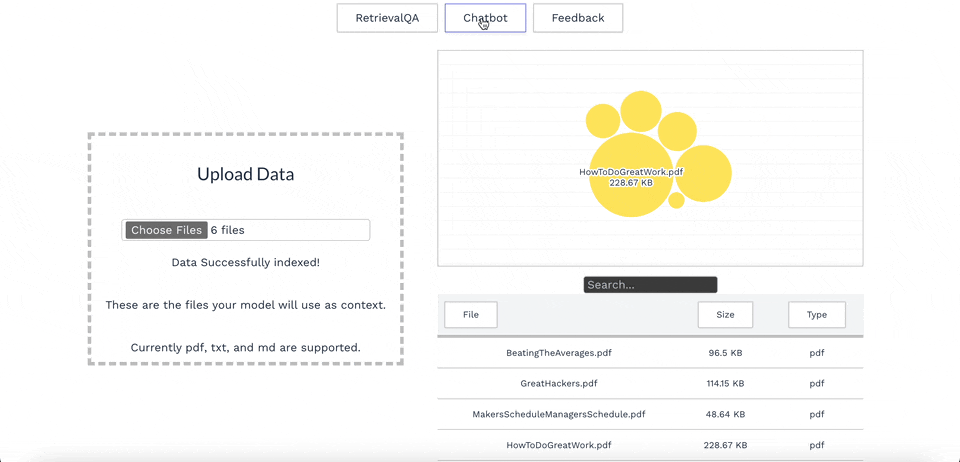 RetrievalQA
Chatbot
Feedback
Upload Data
Choose Files 6 files
Data Successfully indexed!
These are the files your model will use as context.
Currently pdf, txt, and md are supported.
HowToDoGreatWork.pdf
228.67 KB
Search...
File Size Type
BeatingTheAverages.pdf 96.5 KB pdf
GreatHackers.pdf 114.15 KB pdf
MakersScheduleManagersSchedule.pdf 48.64 KB pdf
HowToDoGreatWork.pdf 228.67 KB pdf